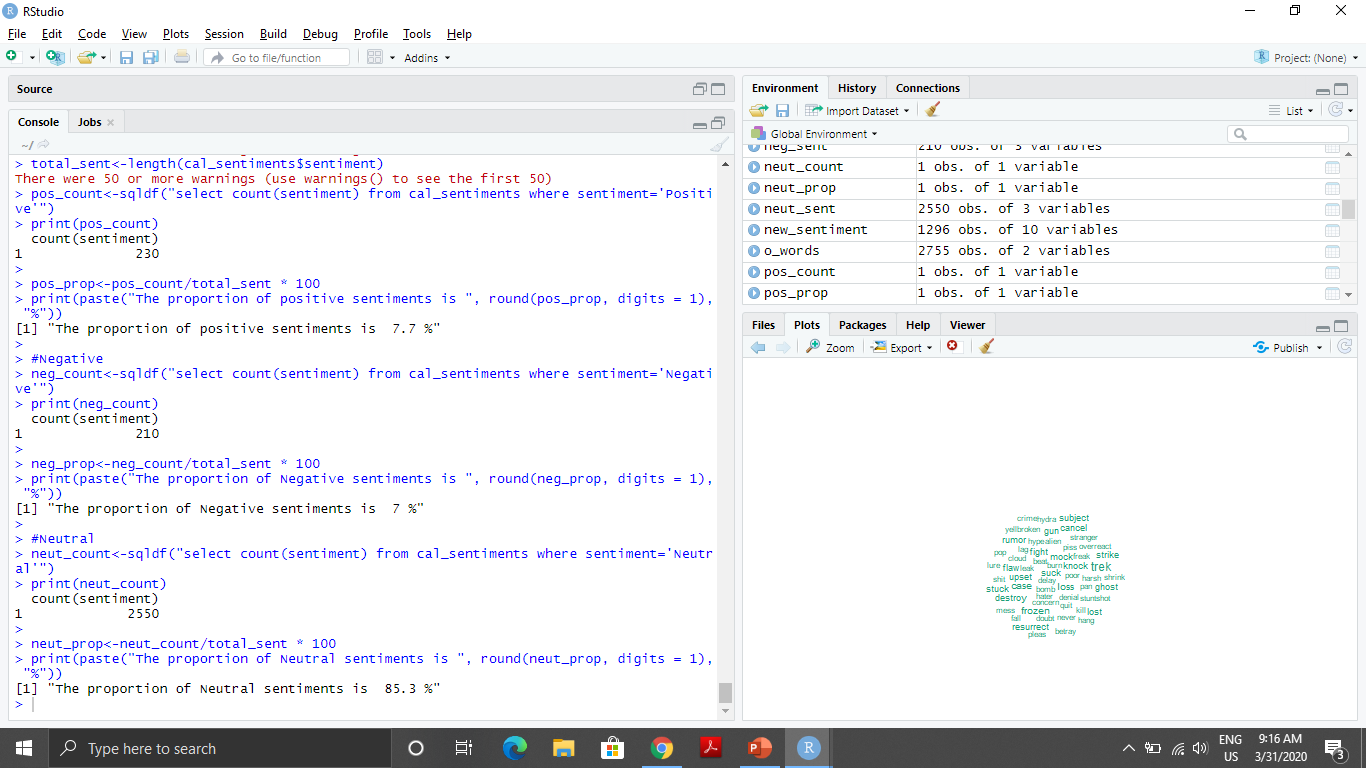 RStudio
File Edit Code View Plots Session Build Debug Profile Tools Help
Go to file/function Addins Project: (None)
Source
Console Jobs
~/
> total_sent<-length(cal_sentiments$sentiment)
There were 50 or more warnings (use warnings() to see the first 50)
> pos_count<-sqldf("select count(sentiment) from cal_sentiments where sentiment='Positi
ve'")
> print(pos_count)
count(sentiment)
1 230
>
> pos_prop<-pos_count/total_sent * 100
> print(paste("The proportion of positive sentiments is ", round(pos_prop, digits = 1),
"%"))
[1] "The proportion of positive sentiments is  7.7 %"
>
> #Negative
> neg_count<-sqldf("select count(sentiment) from cal_sentiments where sentiment='Negati
ve'")
> print(neg_count)
count(sentiment)
1 210
>
> neg_prop<-neg_count/total_sent * 100
> print(paste("The proportion of Negative sentiments is ", round(neg_prop, digits = 1),
"%"))
[1] "The proportion of Negative sentiments is  7 %"
>
> #Neutral
> neut_count<-sqldf("select count(sentiment) from cal_sentiments where sentiment='Neutr
al'")
> print(neut_count)
count(sentiment)
1 2550
>
> neut_prop<-neut_count/total_sent * 100
> print(paste("The proportion of Neutral sentiments is ", round(neut_prop, digits = 1),
"%"))
[1] "The proportion of Neutral sentiments is  85.3 %"
>
Environment History Connections
Import Dataset List
Global Environment
neg_sent 210 obs. of 3 variables
neut_count 1 obs. of 1 variable
neut_prop 1 obs. of 1 variable
neut_sent 2550 obs. of 3 variables
new_sentiment 1296 obs. of 10 variables
o_words 2755 obs. of 2 variables
pos_count 1 obs. of 1 variable
pos_prop 1 obs. of 1 variable
Files Plots Packages Help Viewer
Zoom Export Publish
crime hydra subject
yell broken gun cancel
rumor hype alien stranger
pop lag fight piss overreact
cloud beat mock freak strike
lure flaw leak burn knock trek
shit upset suck poor harsh shrink
stuck case delay bomb loss pan ghost
destroy hater denial stunt shot
concern quit
mess frozen kill lost
fall doubt never hang
resurrect
pleas betray
Type here to search
ENG 9:16 AM
US 3/31/2020 3